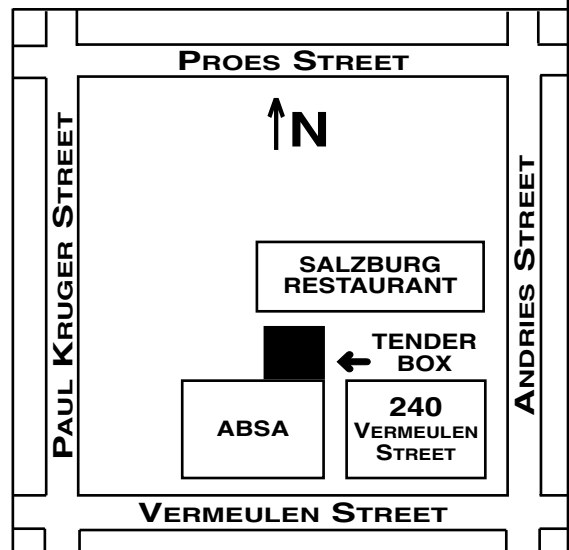 PROES STREET
N
PAUL KRUGER STREET
ANDRIES STREET
SALZBURG
RESTAURANT
TENDER
BOX
ABSA
240
VERMEULEN
STREET
VERMEULEN STREET